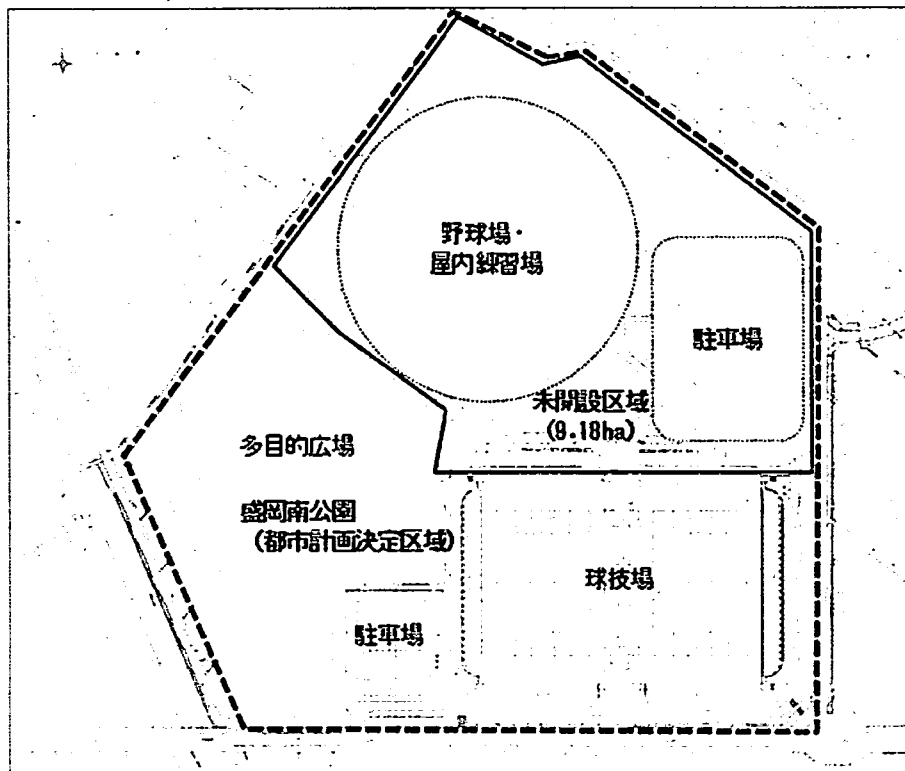 野球場・
屋内練習場
駐車場
未開設区域
(9.18ha)
多目的広場
盛岡南公園
(都市計画決定区域)
球技場
駐車場